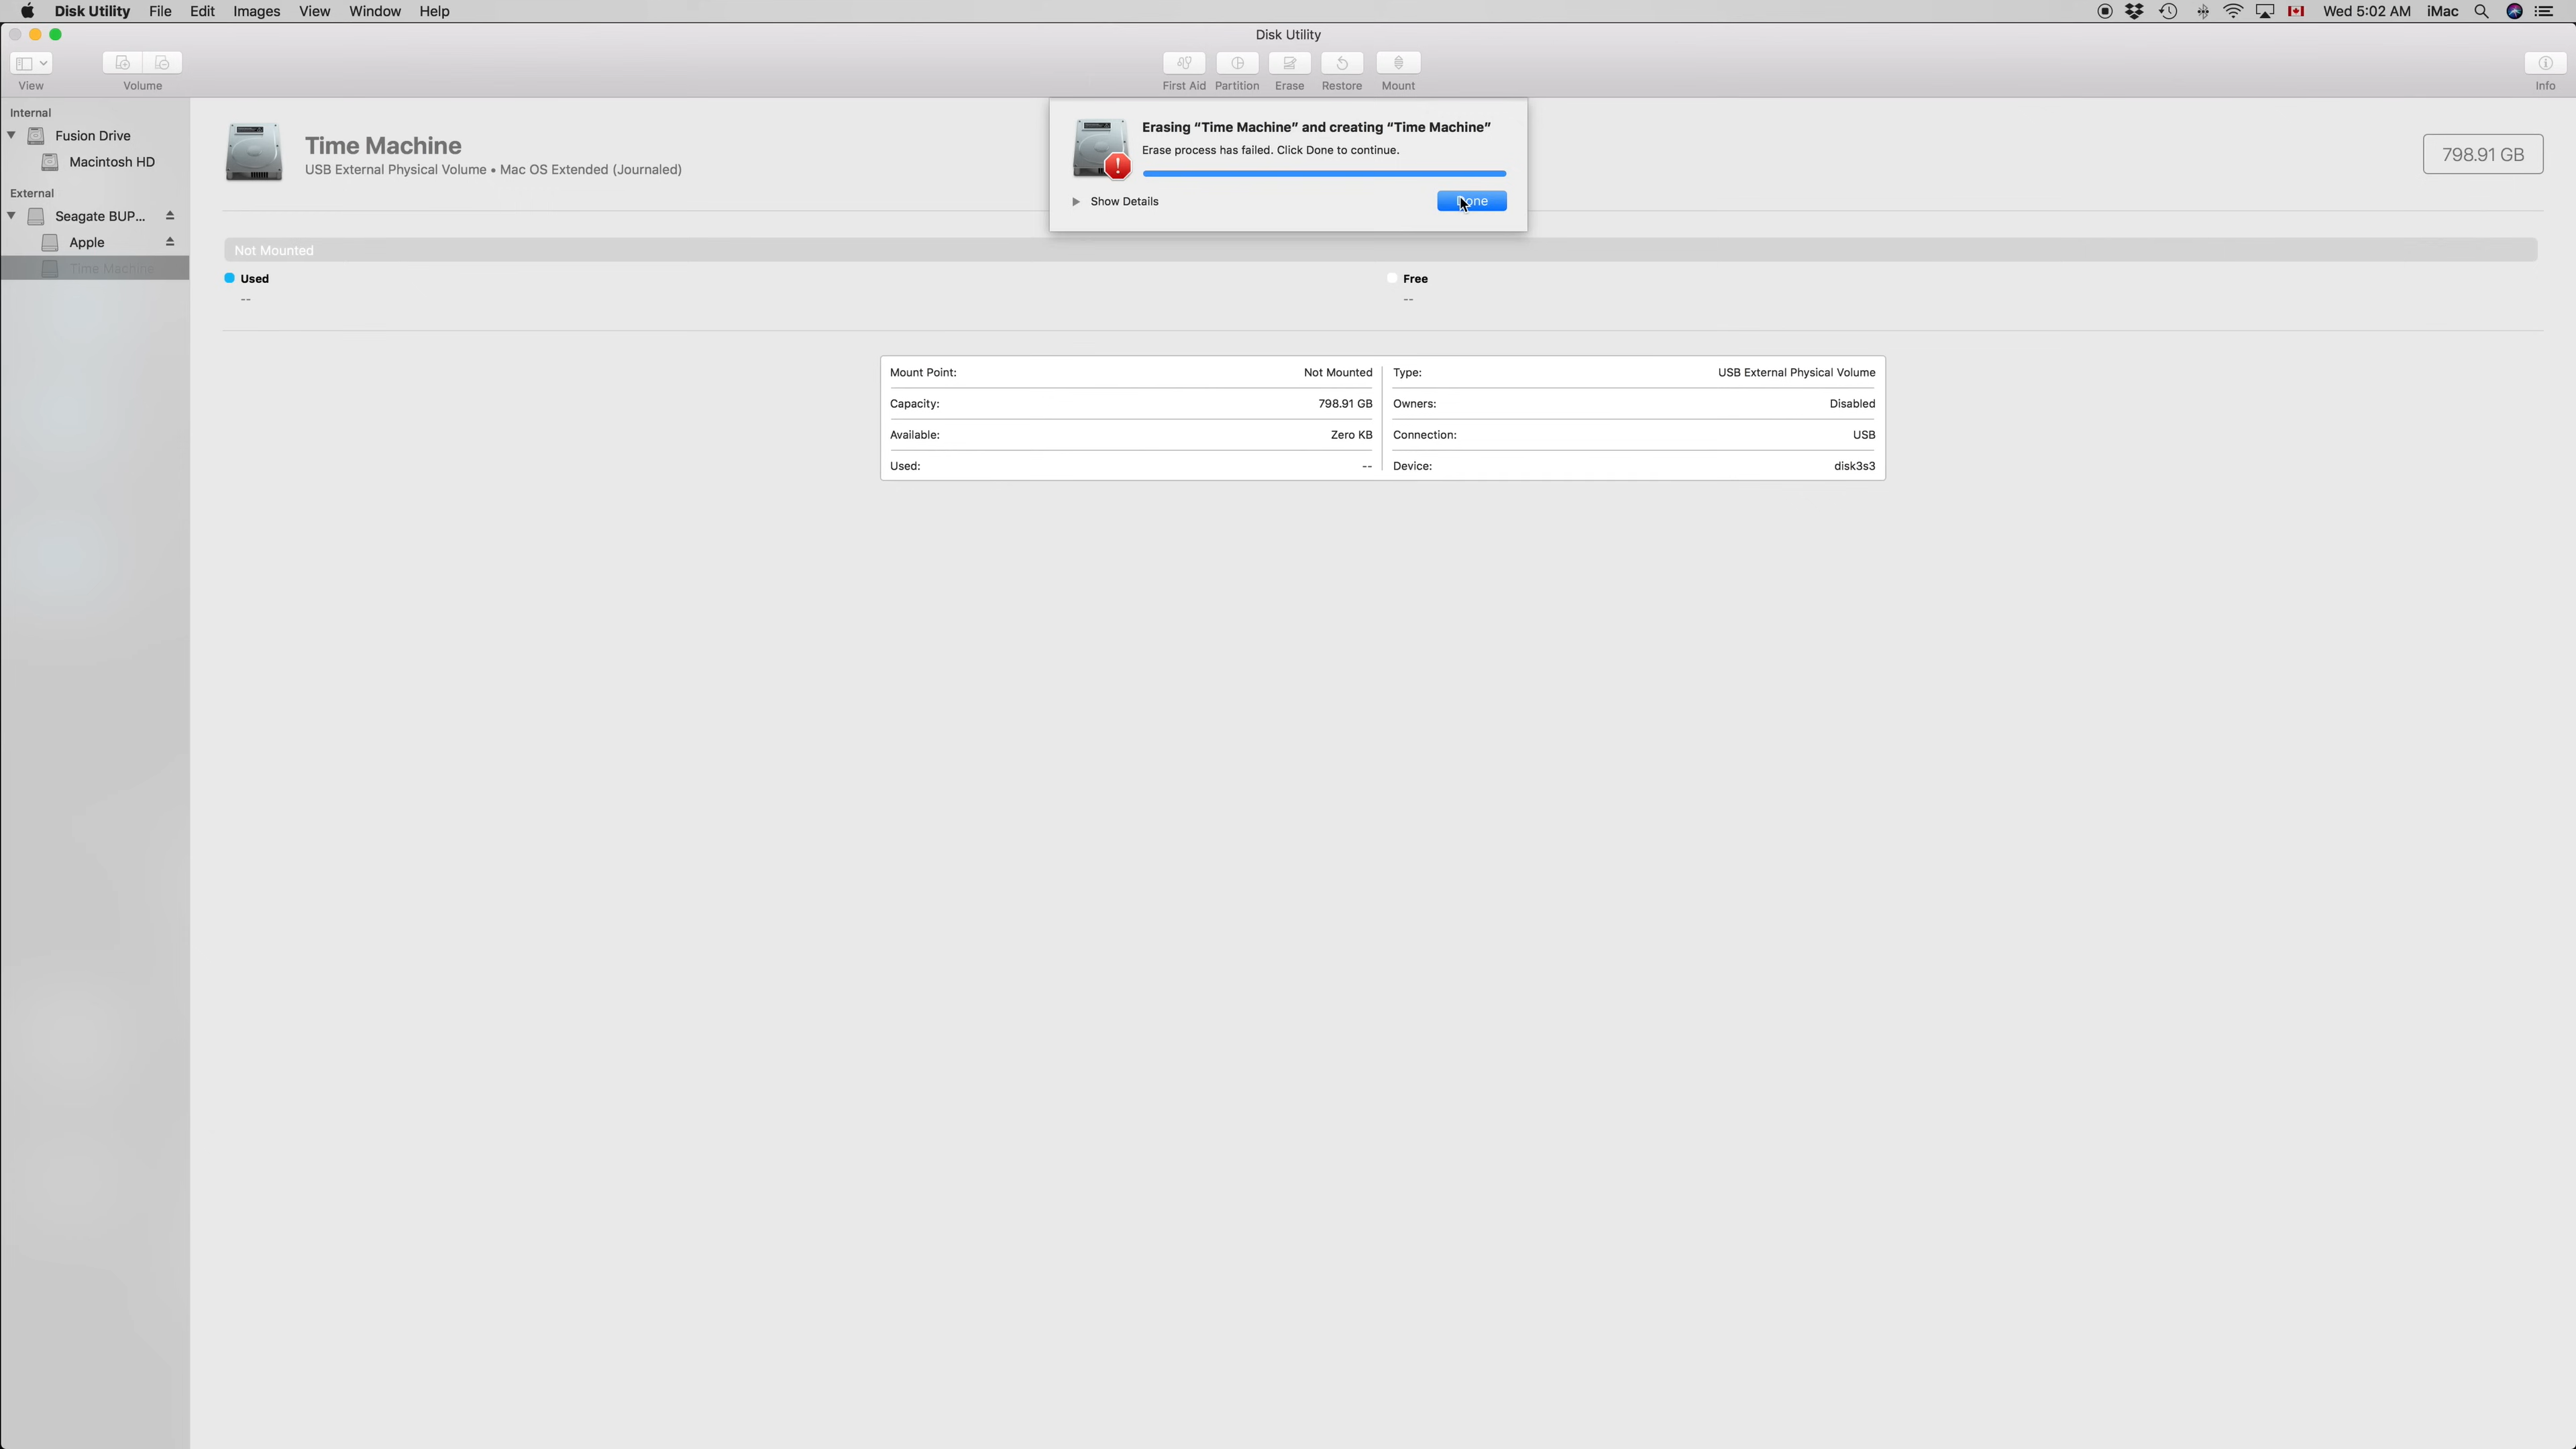 Disk Utility File Edit Images View Window Help Wed 5:02 AM iMac
Disk Utility
View Volume First Aid Partition Erase Restore Mount Info
Internal
Fusion Drive
Macintosh HD
External
Seagate BUP...
Apple
Time Machine
Time Machine
USB External Physical Volume • Mac OS Extended (Journaled)
798.91 GB
Erasing “Time Machine” and creating “Time Machine”
Erase process has failed. Click Done to continue.
Show Details
Done
Not Mounted
Used
--
Free
--
Mount Point: Not Mounted
Capacity: 798.91 GB
Available: Zero KB
Used: --
Type: USB External Physical Volume
Owners: Disabled
Connection: USB
Device: disk3s3